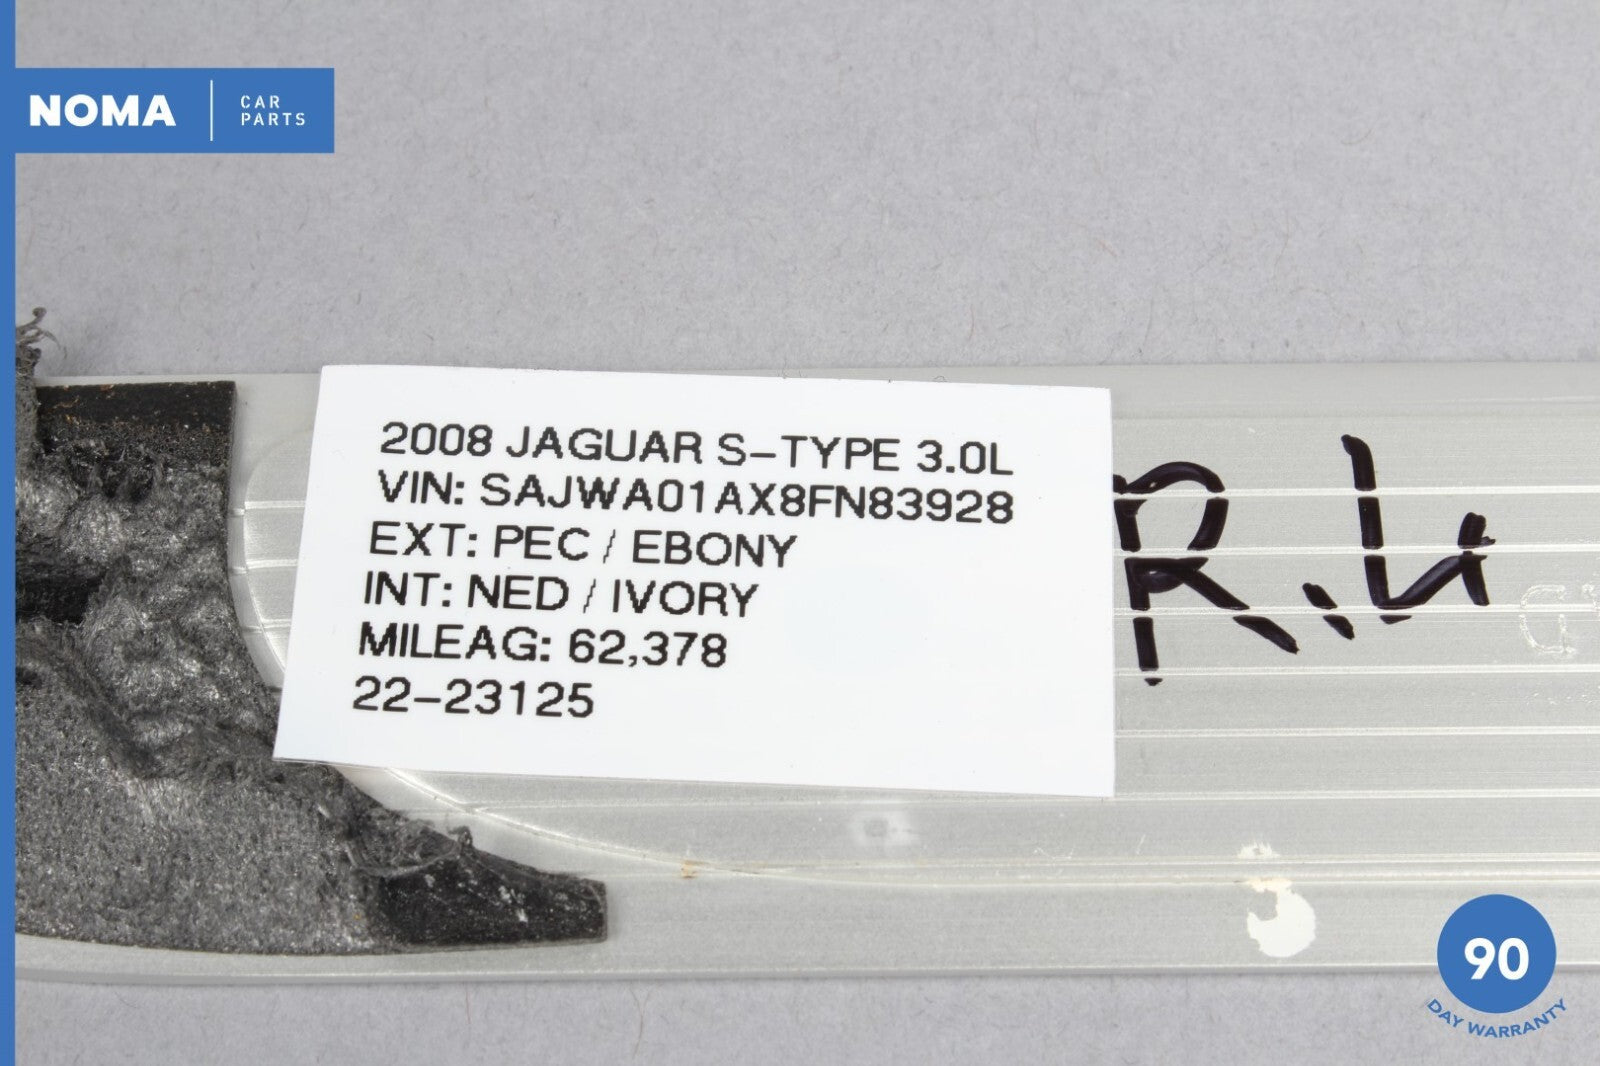 NOMA
CAR
PARTS
2008 JAGUAR S-TYPE 3.0L
VIN: SAJWA01AX8FN83928
EXT: PEC / EBONY
INT: NED / IVORY
MILEAG: 62,378
22-23125
R.H
90
DAY WARRANTY